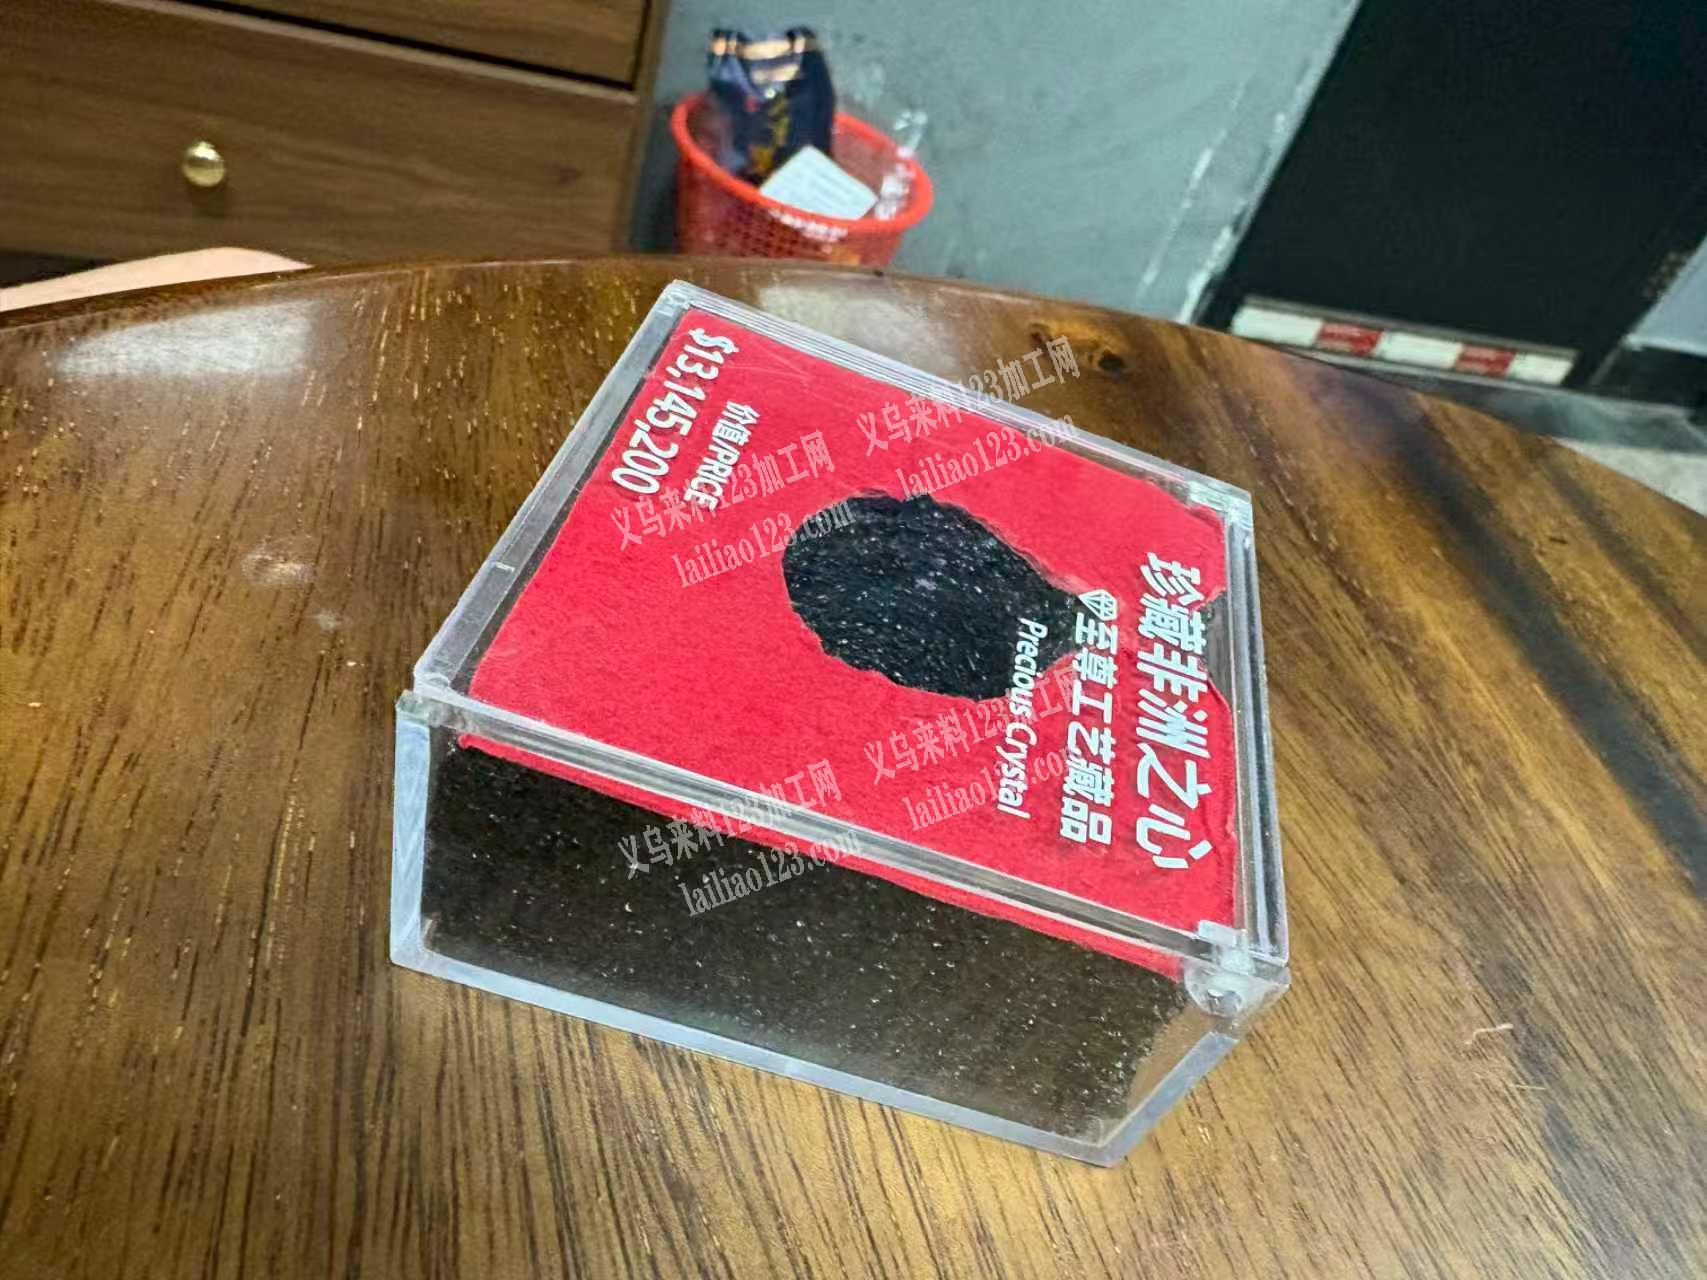 珍藏非洲之心
至尊工艺藏品
Precious Crystal
价值/PRICE
$13,145,200
义乌来料123加工网
lailiao123.com
义乌来料123加工网
lailiao123.com
义乌来料123加工网
lailiao123.com
义乌来料123加工网
lailiao123.com